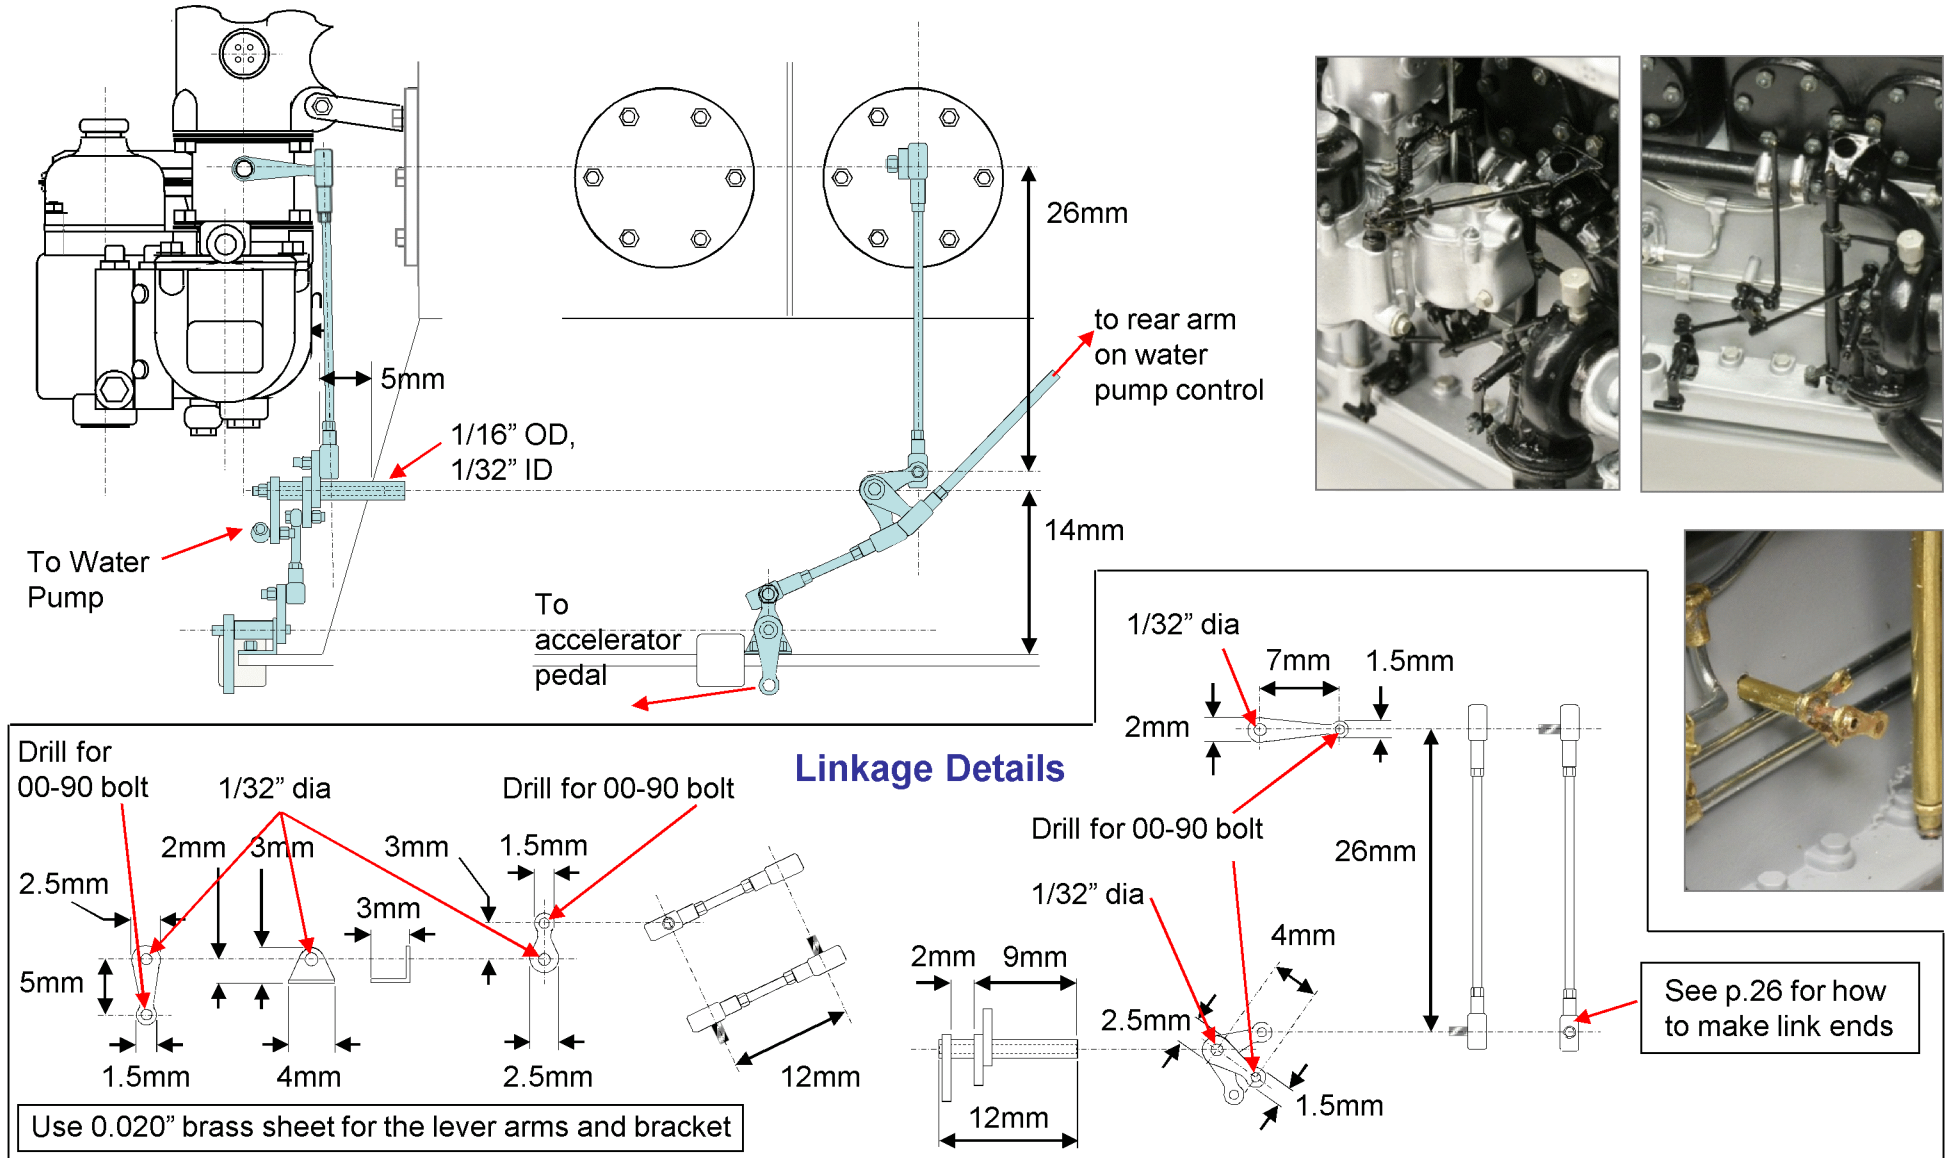 26mm
to rear arm
on water
pump control
5mm
1/16” OD,
1/32” ID
14mm
To Water
Pump
To
accelerator
pedal
1/32” dia
7mm
1.5mm
2mm
Linkage Details
Drill for
00-90 bolt
1/32” dia
Drill for 00-90 bolt
Drill for 00-90 bolt
2mm
3mm
3mm
1.5mm
26mm
2.5mm
3mm
1/32” dia
4mm
5mm
2mm
9mm
2.5mm
See p.26 for how
to make link ends
1.5mm
4mm
2.5mm
12mm
1.5mm
12mm
Use 0.020” brass sheet for the lever arms and bracket